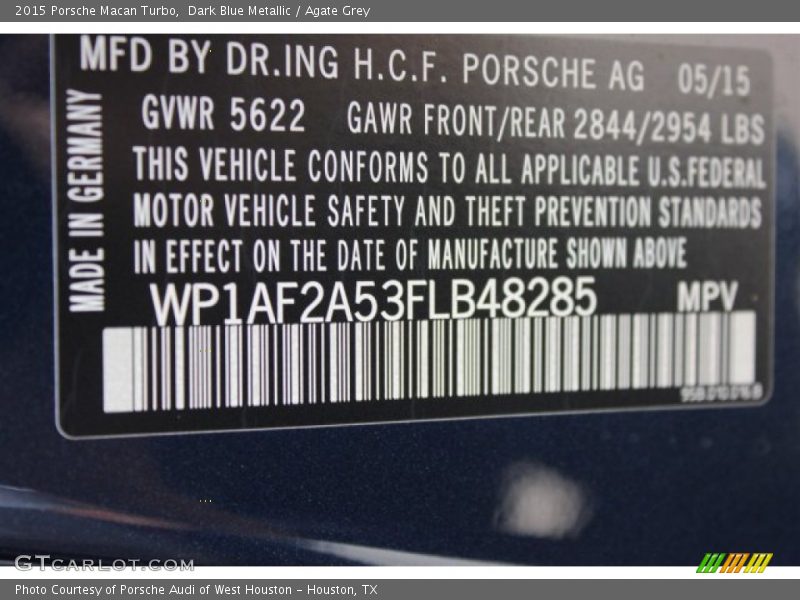 2015 Porsche Macan Turbo, Dark Blue Metallic / Agate Grey
MFD BY DR.ING H.C.F. PORSCHE AG 05/15
GVWR 5622 GAWR FRONT/REAR 2844/2954 LBS
THIS VEHICLE CONFORMS TO ALL APPLICABLE U.S.FEDERAL
MOTOR VEHICLE SAFETY AND THEFT PREVENTION STANDARDS
IN EFFECT ON THE DATE OF MANUFACTURE SHOWN ABOVE
MADE IN GERMANY
WP1AF2A53FLB48285 MPV
GTCARLOT.COM
Photo Courtesy of Porsche Audi of West Houston - Houston, TX